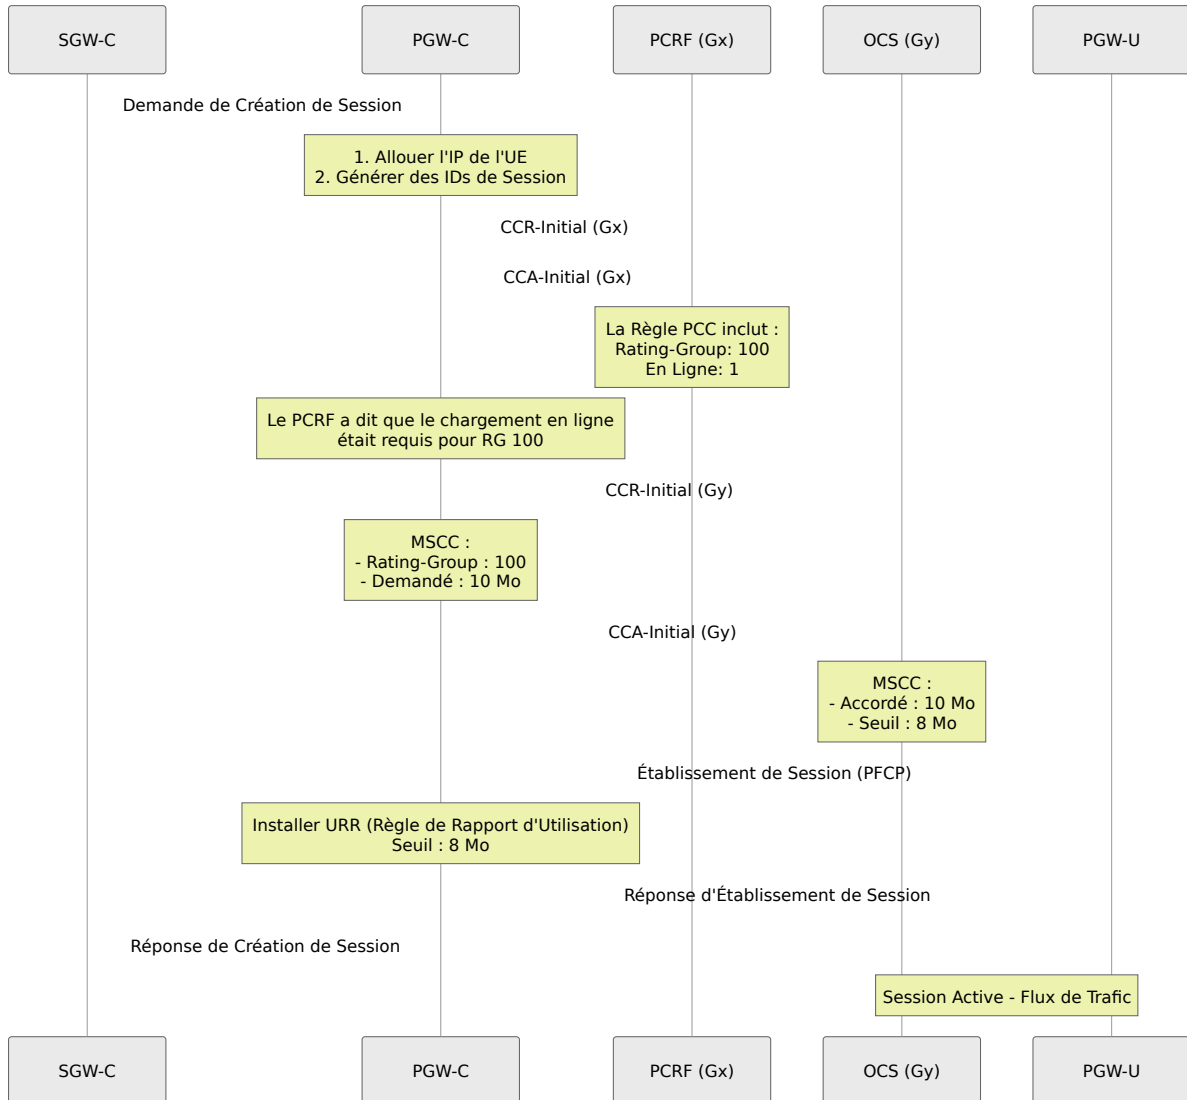 SGW-C
PGW-C
PCRF (Gx)
OCS (Gy)
PGW-U
Demande de Création de Session
1. Allouer l'IP de l'UE
2. Générer des IDs de Session
CCR-Initial (Gx)
CCA-Initial (Gx)
La Règle PCC inclut :
Rating-Group: 100
En Ligne: 1
Le PCRF a dit que le chargement en ligne
était requis pour RG 100
CCR-Initial (Gy)
MSCC :
- Rating-Group : 100
- Demandé : 10 Mo
CCA-Initial (Gy)
MSCC :
- Accordé : 10 Mo
- Seuil : 8 Mo
Établissement de Session (PFCP)
Installer URR (Règle de Rapport d'Utilisation)
Seuil : 8 Mo
Réponse d'Établissement de Session
Réponse de Création de Session
Session Active - Flux de Trafic
SGW-C
PGW-C
PCRF (Gx)
OCS (Gy)
PGW-U